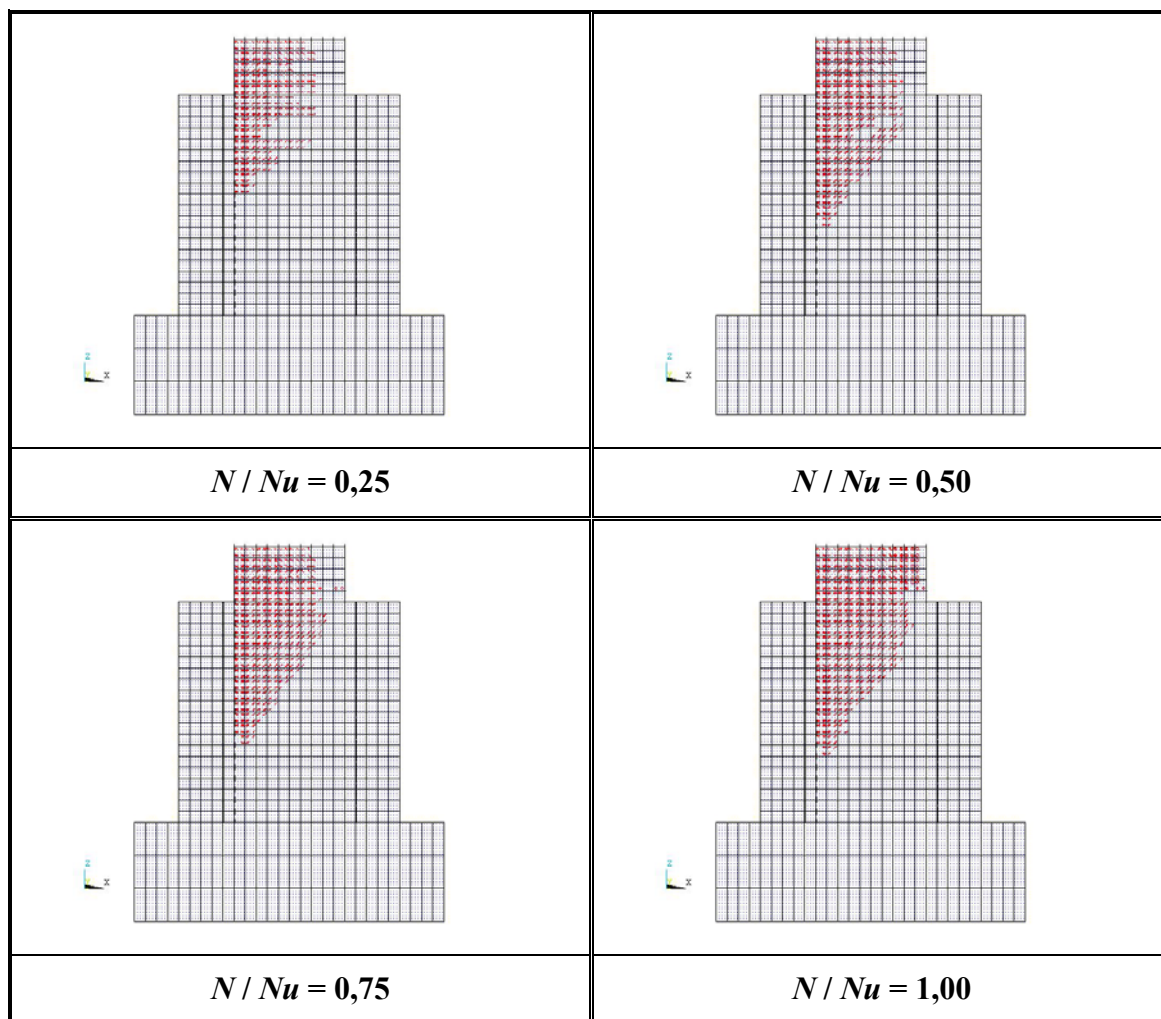 Z
X
Z
X
N / Nu = 0,25
N / Nu = 0,50
Z
X
Z
X
N / Nu = 0,75
N / Nu = 1,00